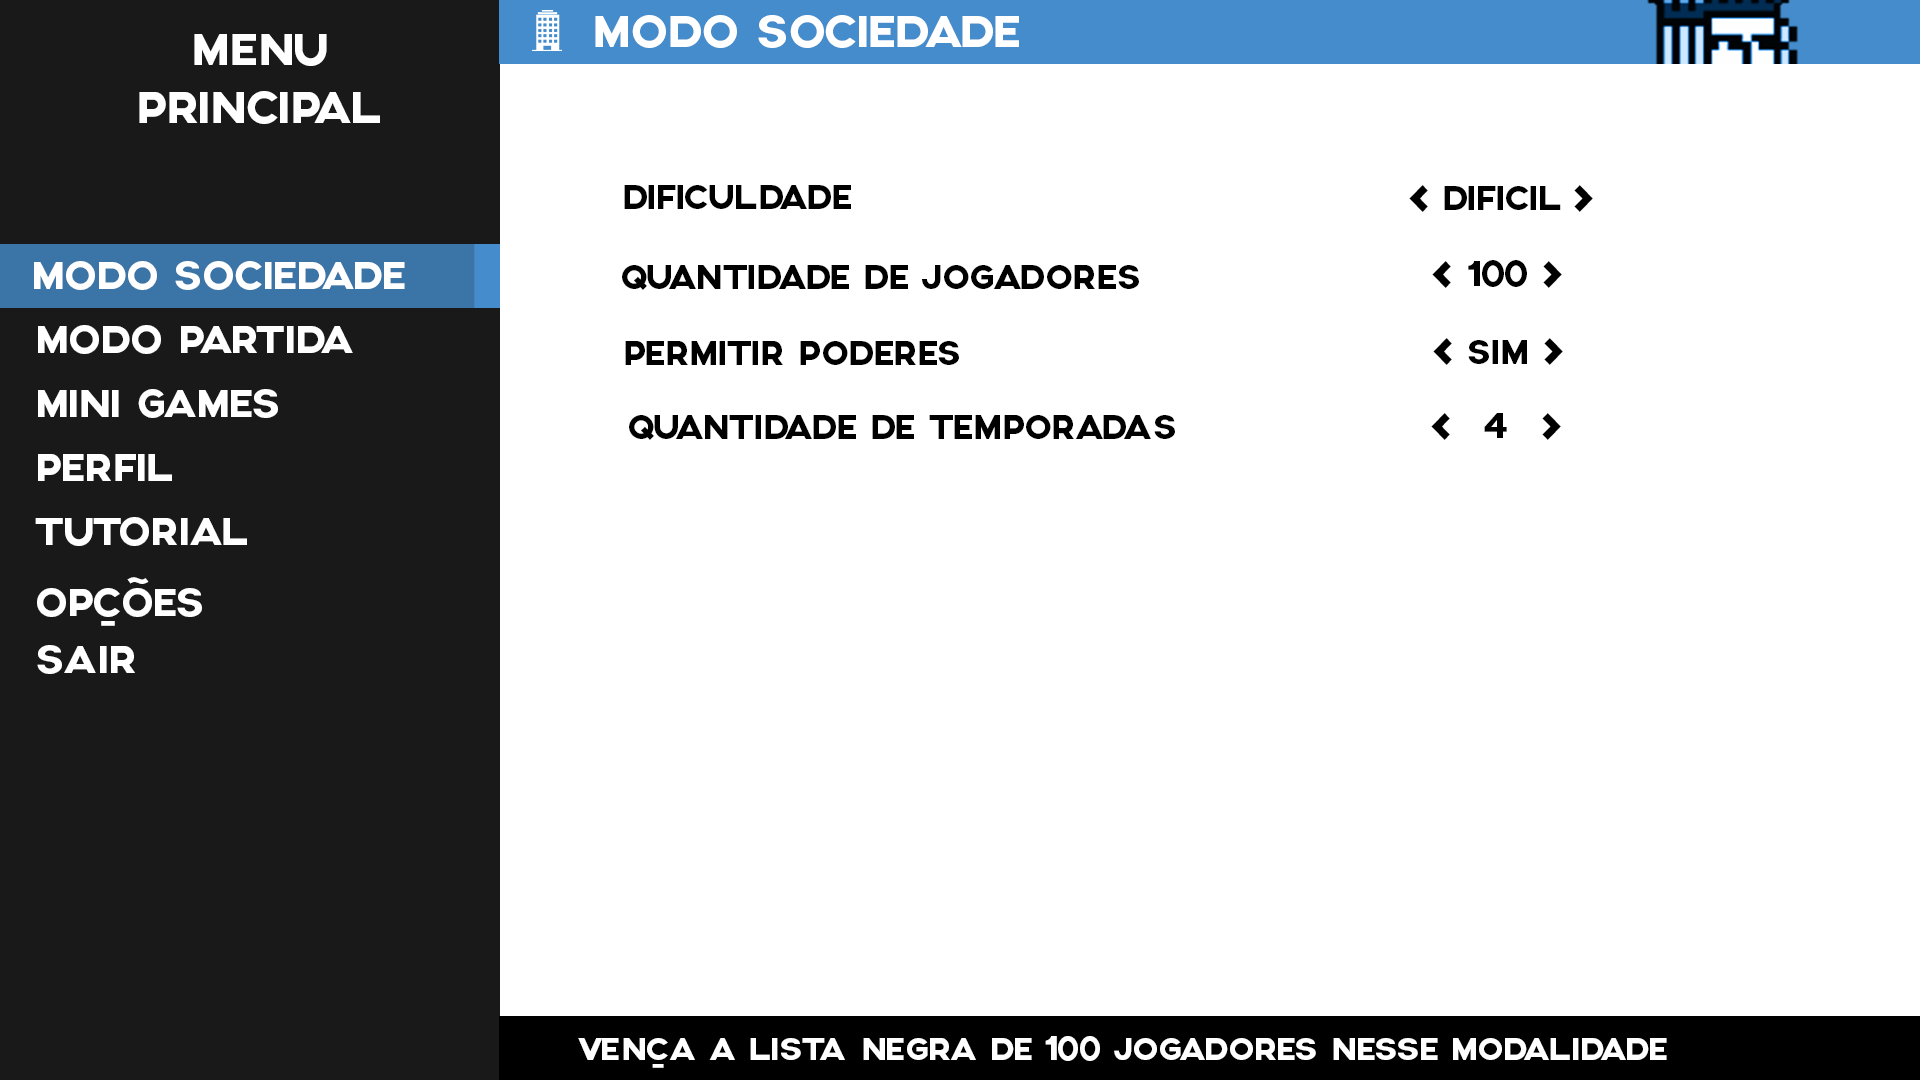 MENU
PRINCIPAL
MODO SOCIEDADE
MODO PARTIDA
MINI GAMES
PERFIL
TUTORIAL
OPÇÕES
SAIR
MODO SOCIEDADE
DIFICULDADE < DIFICIL >
QUANTIDADE DE JOGADORES < 100 >
PERMITIR PODERES < SIM >
QUANTIDADE DE TEMPORADAS < 4 >
VENÇA A LISTA NEGRA DE 100 JOGADORES NESSE MODALIDADE